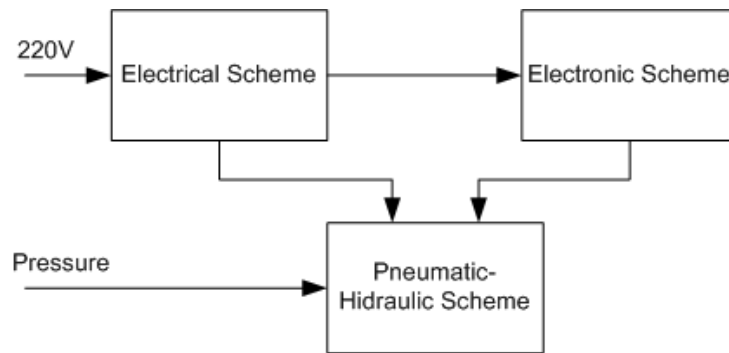 220V
Electrical Scheme
Electronic Scheme
Pressure
Pneumatic-
Hidraulic Scheme